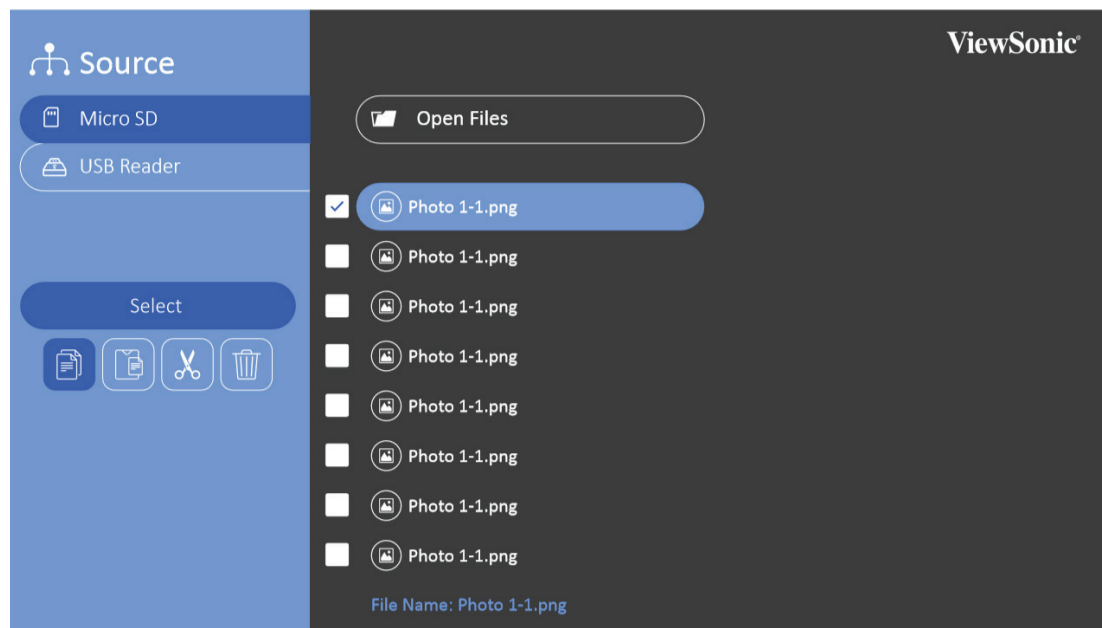 Source
Micro SD
USB Reader
Select
ViewSonic®
Open Files
Photo 1-1.png
Photo 1-1.png
Photo 1-1.png
Photo 1-1.png
Photo 1-1.png
Photo 1-1.png
Photo 1-1.png
Photo 1-1.png
File Name: Photo 1-1.png